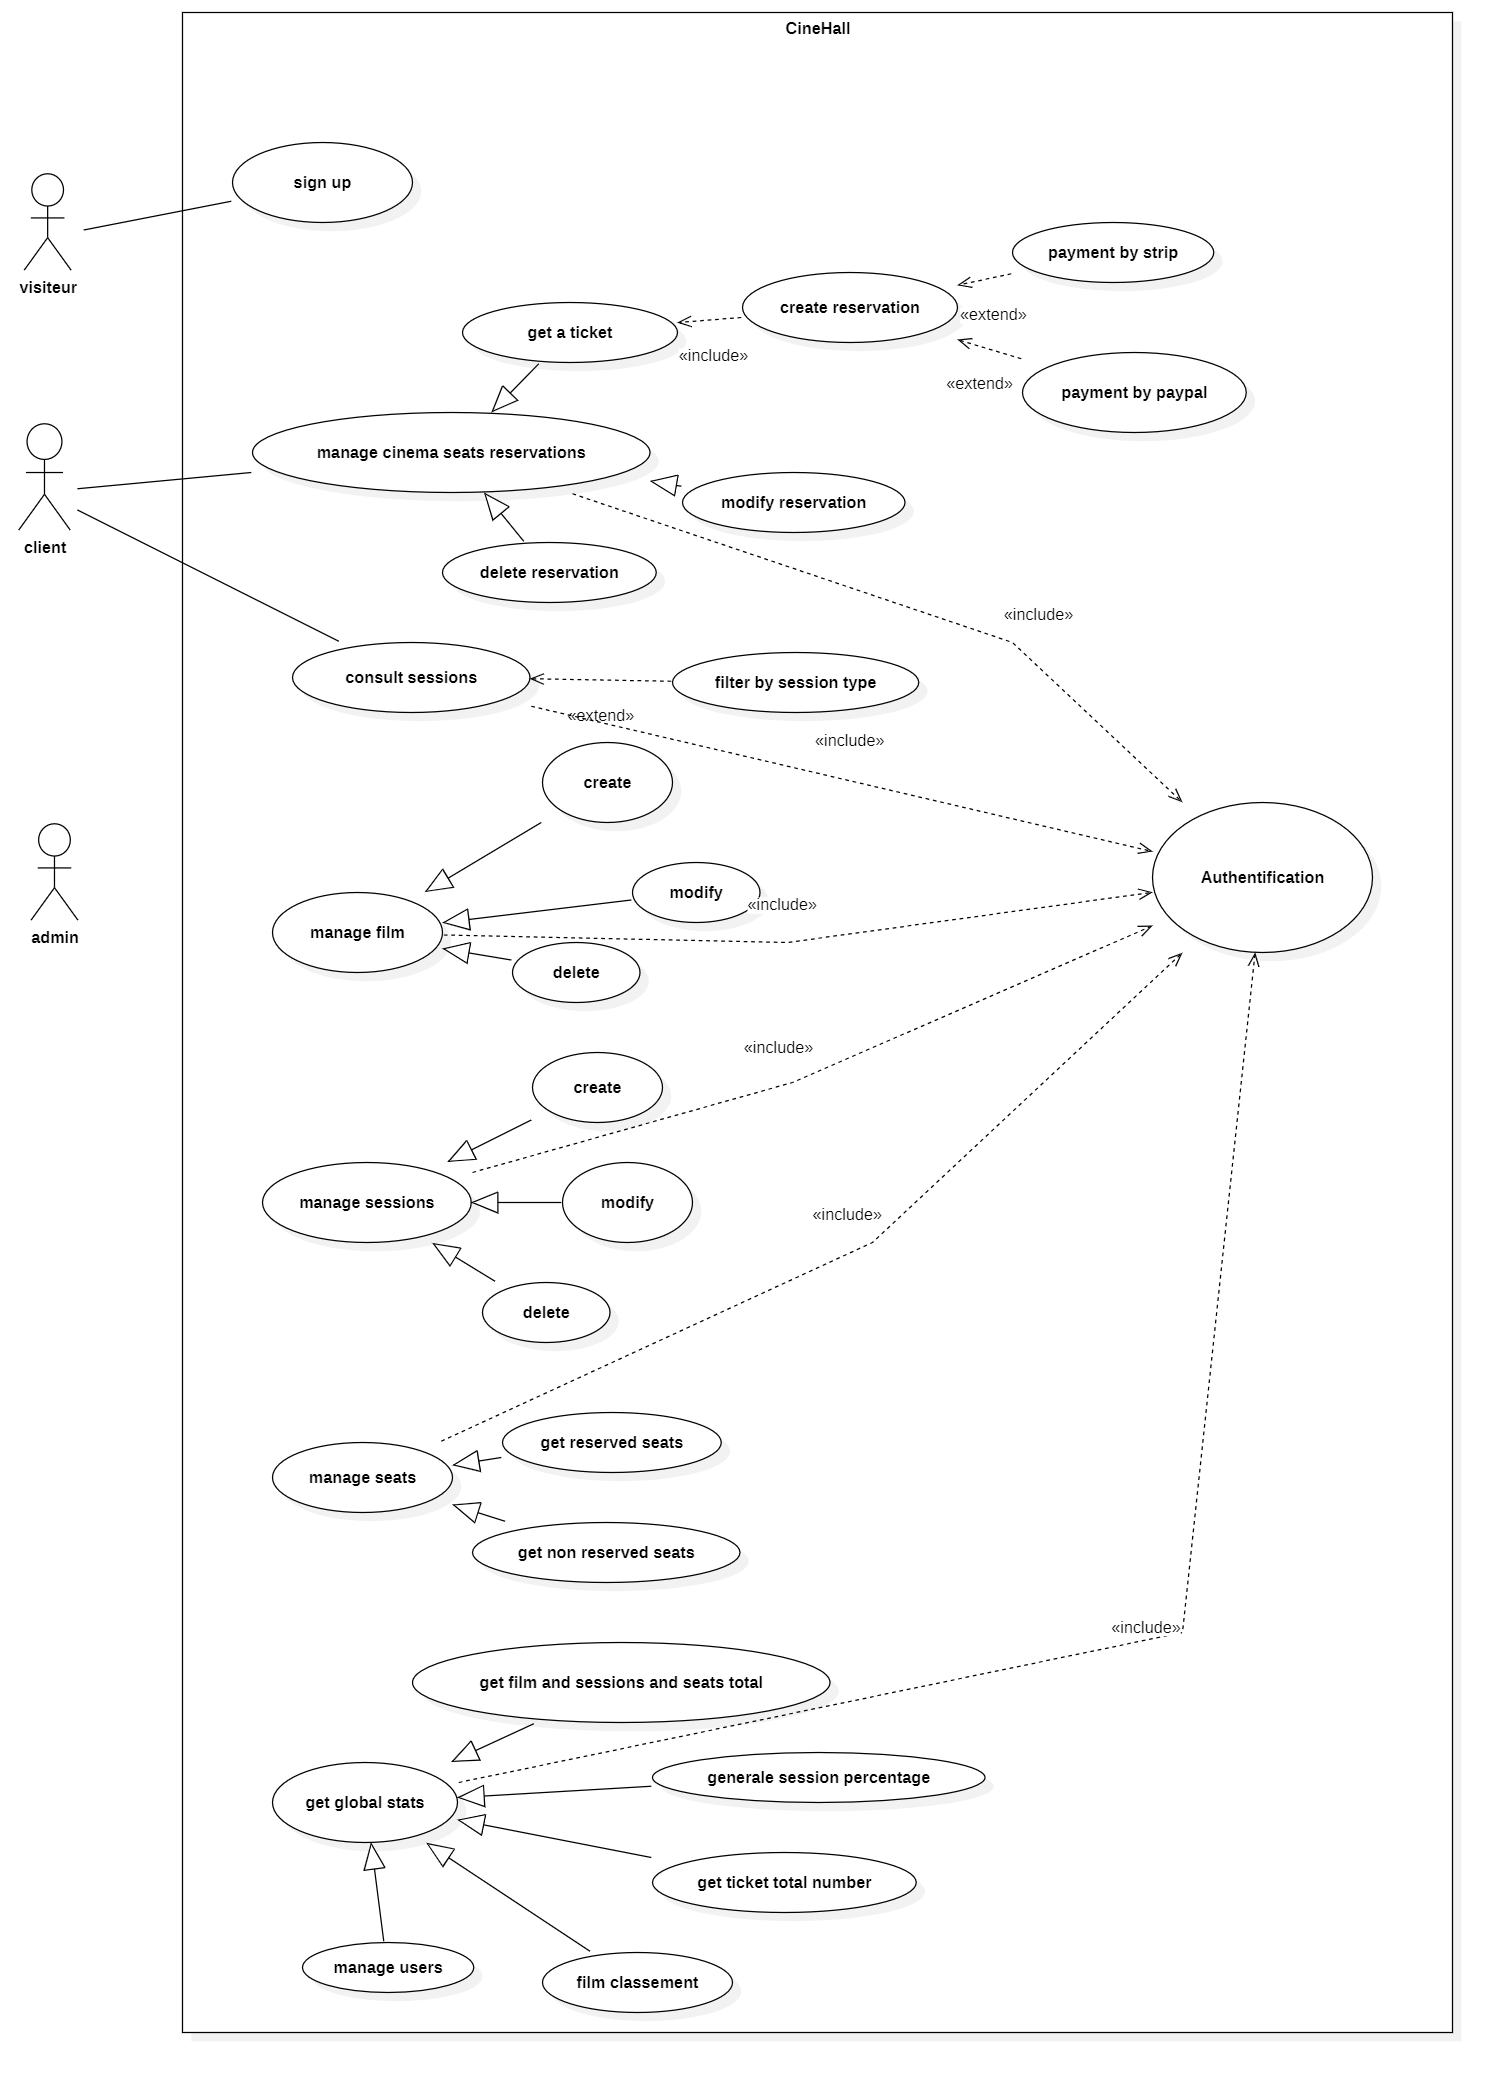 CineHall
sign up
visiteur
payment by strip
create reservation
«extend»
get a ticket
«include»
«extend»
payment by paypal
manage cinema seats reservations
modify reservation
client
delete reservation
«include»
consult sessions
filter by session type
«extend»
«include»
create
Authentification
modify
«include»
manage film
admin
delete
«include»
create
manage sessions
modify
«include»
delete
get reserved seats
manage seats
get non reserved seats
«include»
get film and sessions and seats total
generale session percentage
get global stats
get ticket total number
manage users
film classement